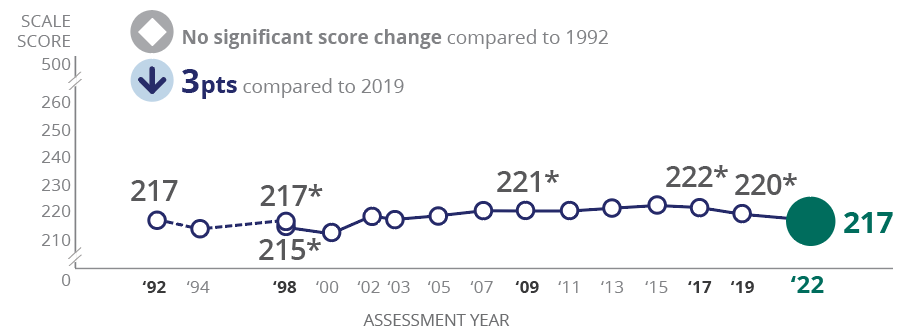 SCALE
SCORE
No significant score change compared to 1992
500
3pts compared to 2019
260
250
240
230
220
210
0
217
217*
215*
221*
222*
220*
217
‘92 ‘94 ‘98 ‘00 ‘02 ‘03 ‘05 ‘07 ‘09 ‘11 ‘13 ‘15 ‘17 ‘19 ‘22
ASSESSMENT YEAR